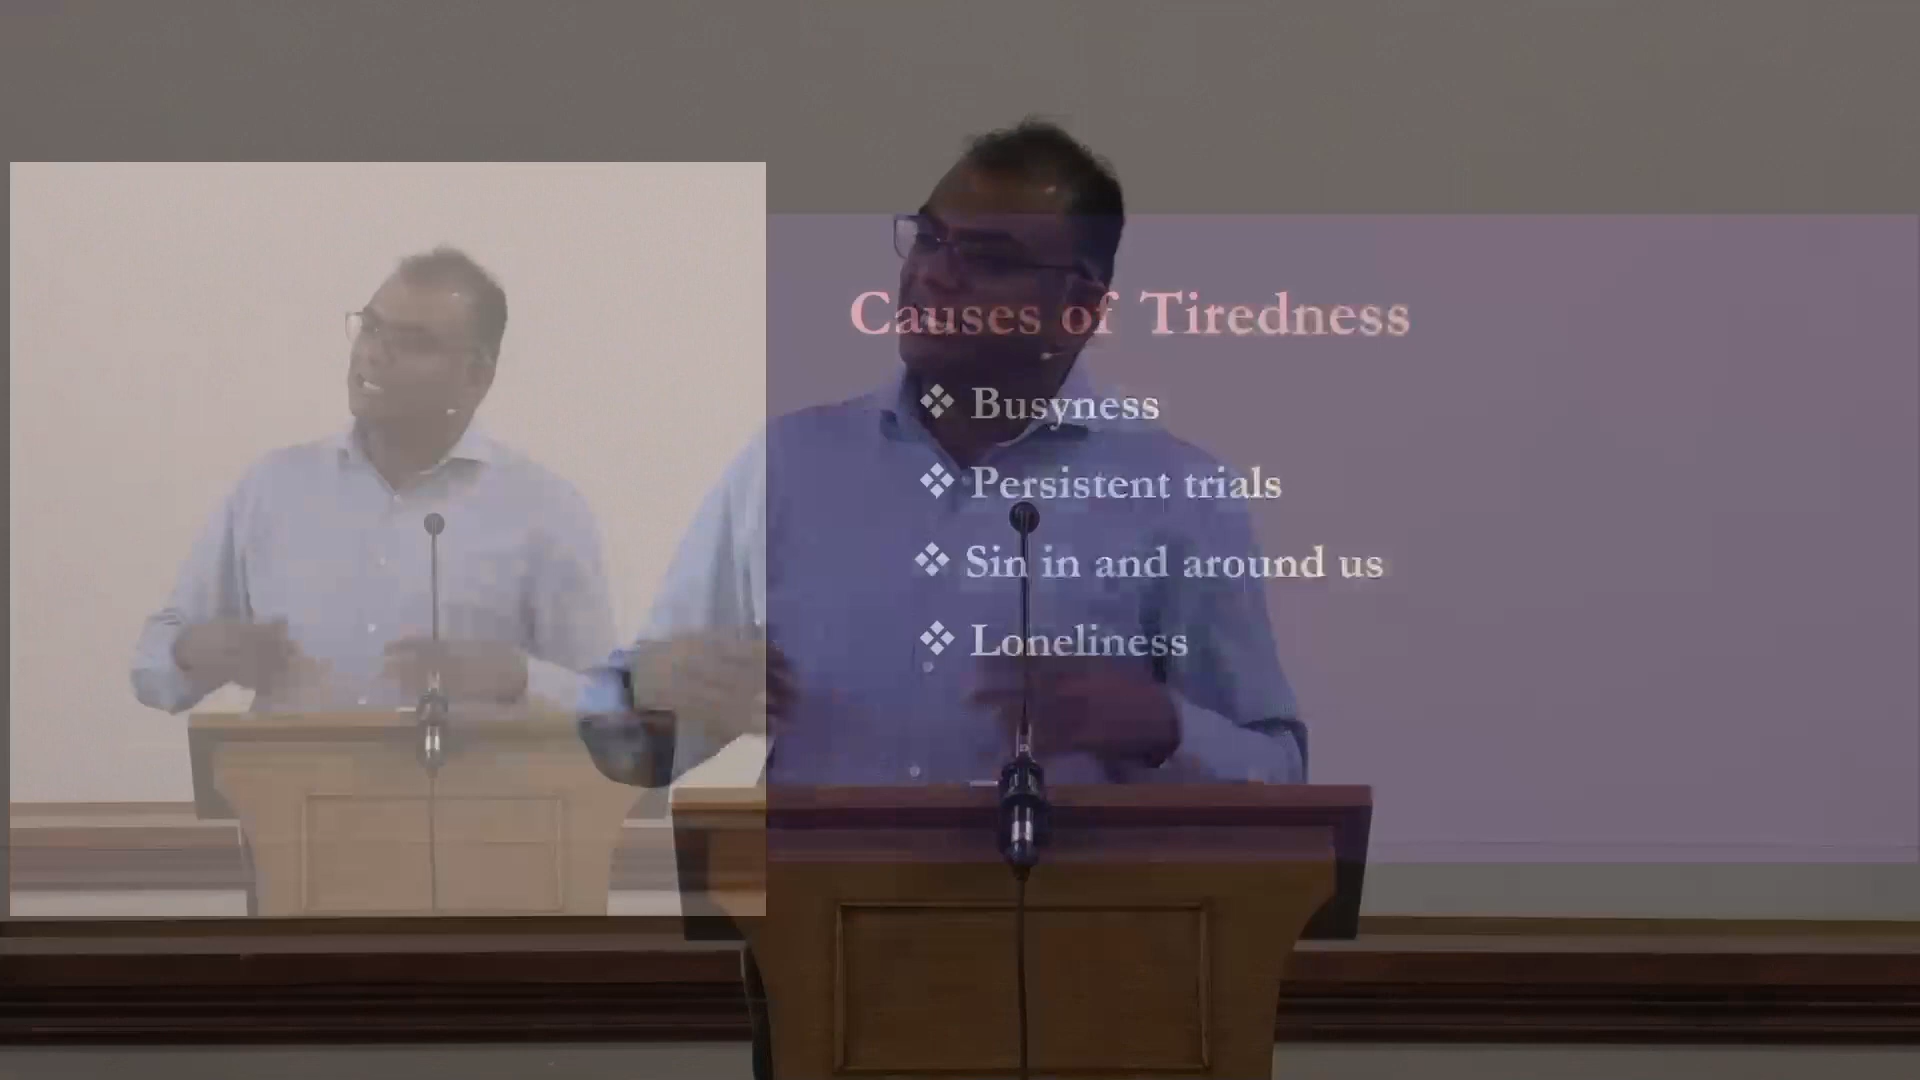 Causes of Tiredness
❖ Busyness
❖ Persistent trials
❖ Sin in and around us
❖ Loneliness